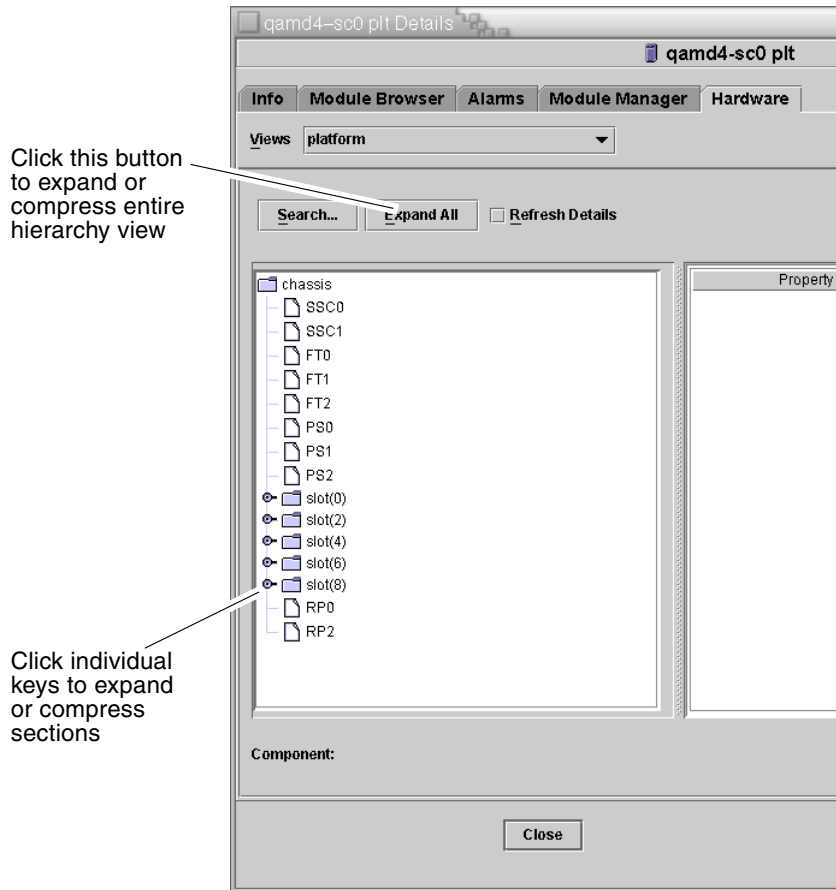 qamd4-sc0 plt Details
qamd4-sc0 plt
Info Module Browser Alarms Module Manager Hardware
Views platform
Click this button
to expand or
compress entire
hierarchy view
Search... Expand All Refresh Details
chassis
SSC0
SSC1
FT0
FT1
FT2
PS0
PS1
PS2
slot(0)
slot(2)
slot(4)
slot(6)
slot(8)
RP0
RP2
Property
Click individual
keys to expand
or compress
sections
Component:
Close